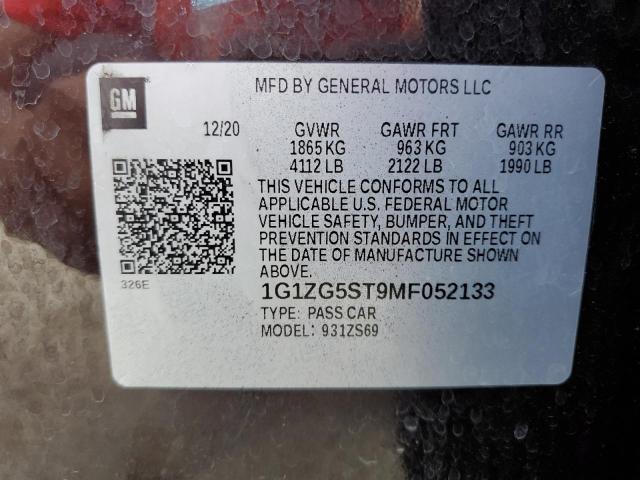 GM
MFD BY GENERAL MOTORS LLC
12/20 GVWR GAWR FRT GAWR RR
1865 KG 963 KG 903 KG
4112 LB 2122 LB 1990 LB
THIS VEHICLE CONFORMS TO ALL
APPLICABLE U.S. FEDERAL MOTOR
VEHICLE SAFETY, BUMPER, AND THEFT
PREVENTION STANDARDS IN EFFECT ON
THE DATE OF MANUFACTURE SHOWN
ABOVE.
326E
1G1ZG5ST9MF052133
TYPE: PASS CAR
MODEL: 931ZS69